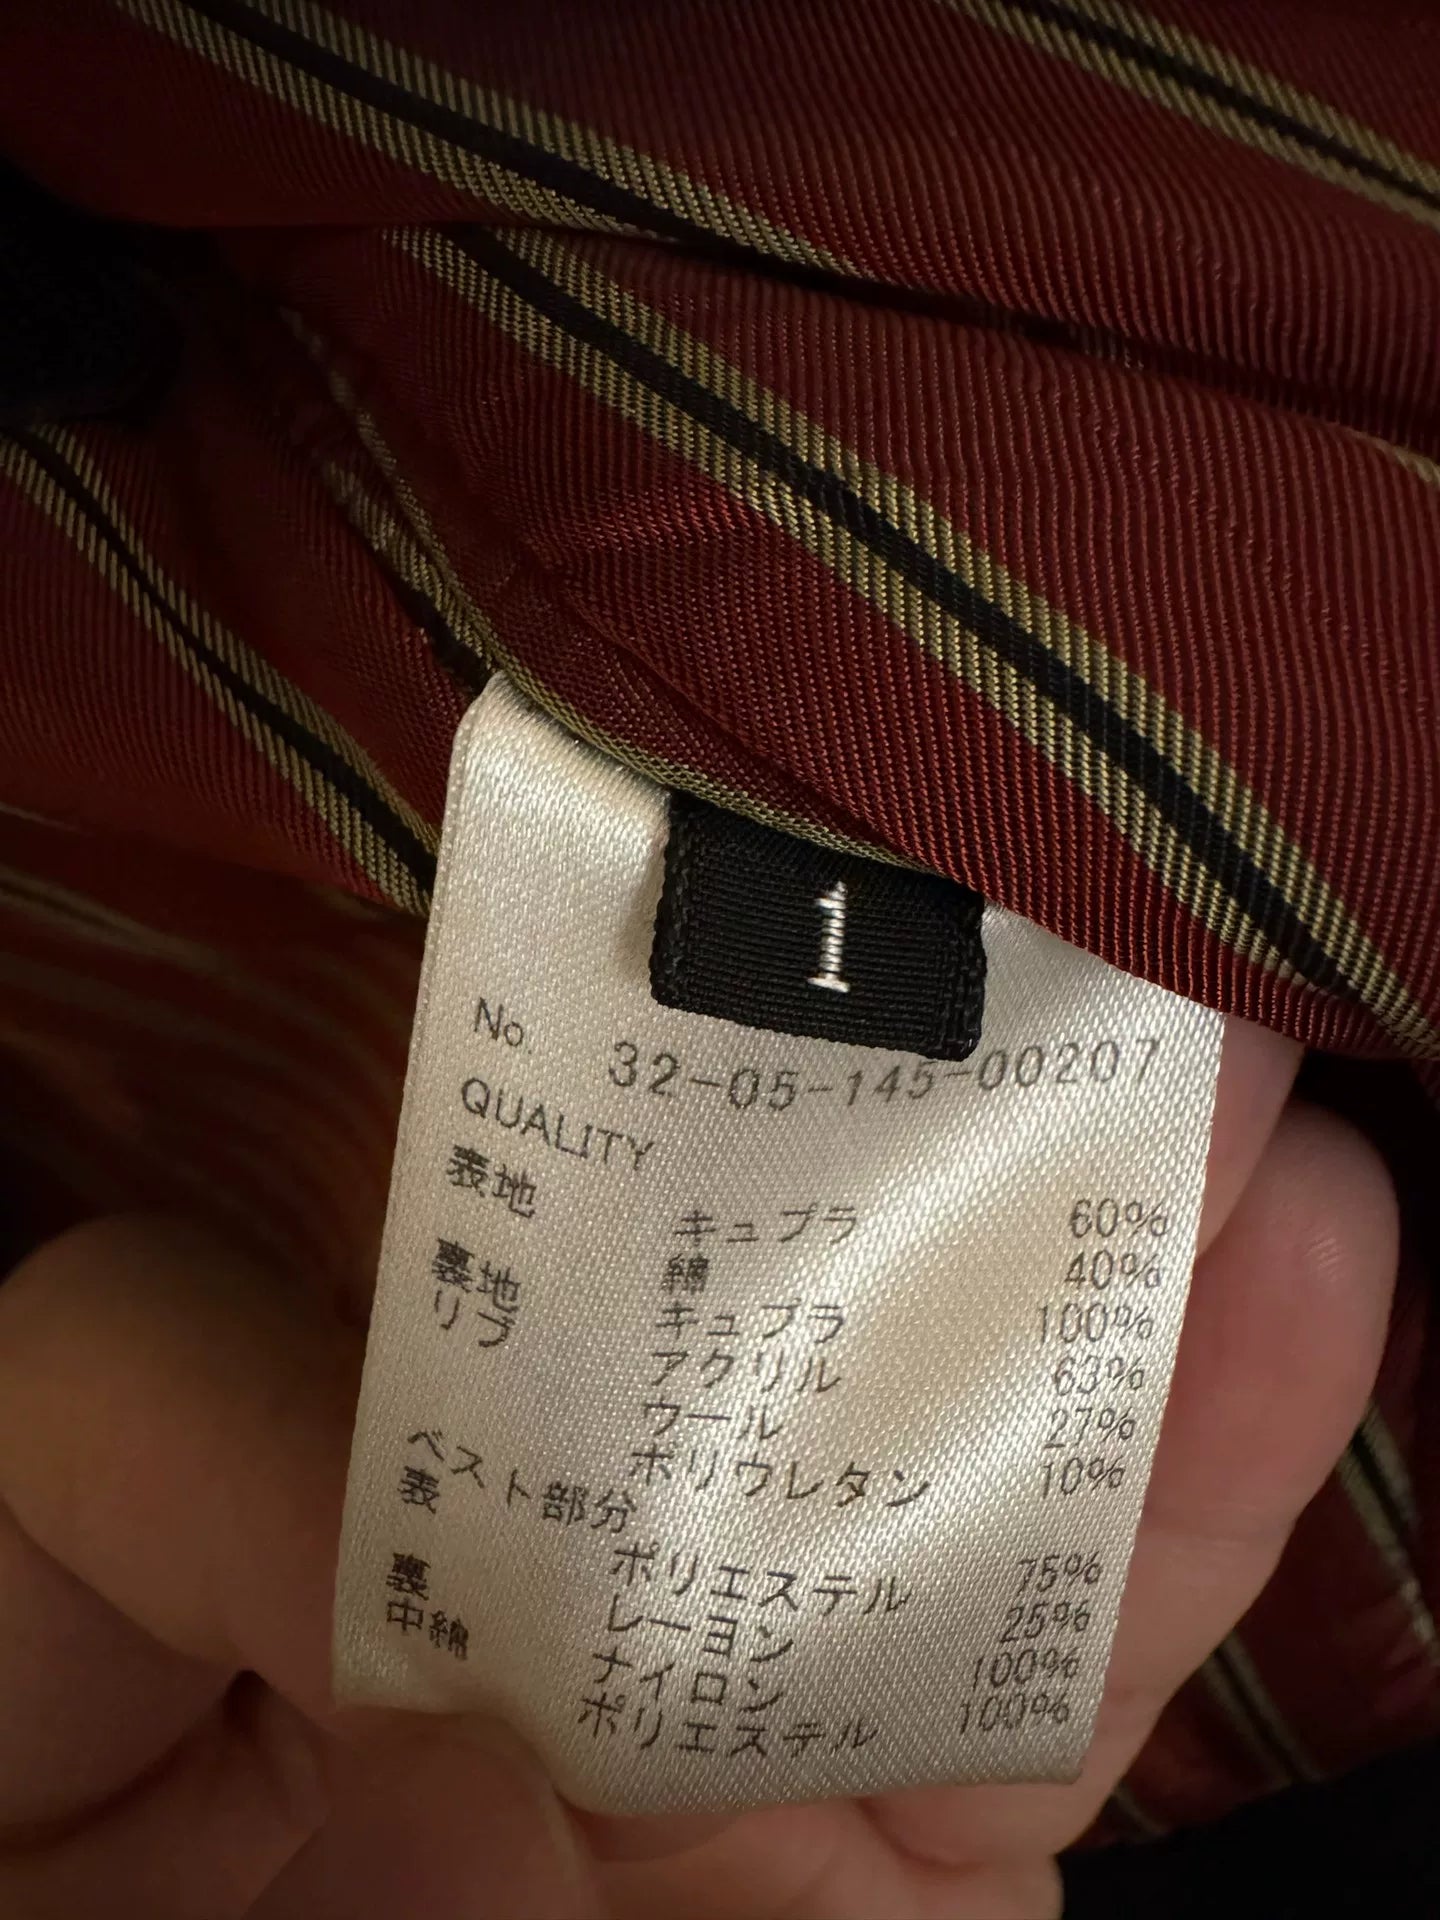 1
No. 32-05-145-00207
QUALITY
表地
キュプラ 60%
綿 40%
裏地 キュプラ 100%
リブ アクリル 63%
ウール 27%
ポリウレタン 10%
ベスト部分
表 ポリエステル 75%
レーヨン 25%
裏 ナイロン 100%
中綿 ポリエステル 100%